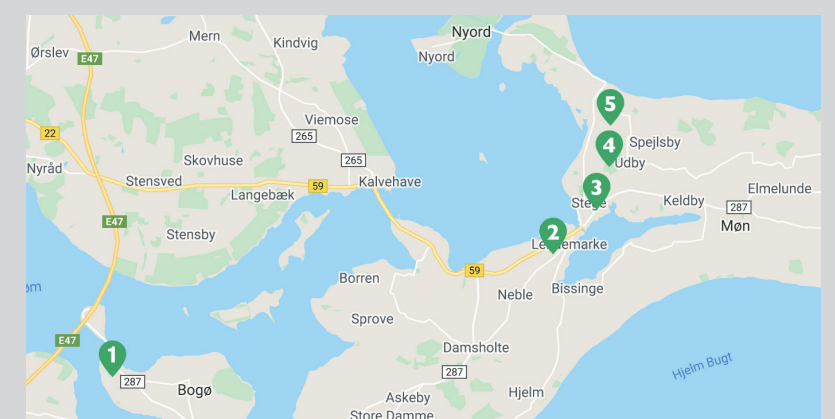 Nyord
Mern
Kindvig
Ørslev
E47
Nyord
5
Viemose
22
265
4
Spejlsby
Udby
Nyråd
Skovhuse
265
Stensved
59
Kalvehave
3
Elmelunde
Langebæk
Stege
Keldby
287
E47
Møn
Stensby
2
59
Borren
Neble
Bissinge
Sprove
E47
Damsholte
1
287
287
Bogø
Askeby
Hjelm
Hjelm Bugt
Store Damme